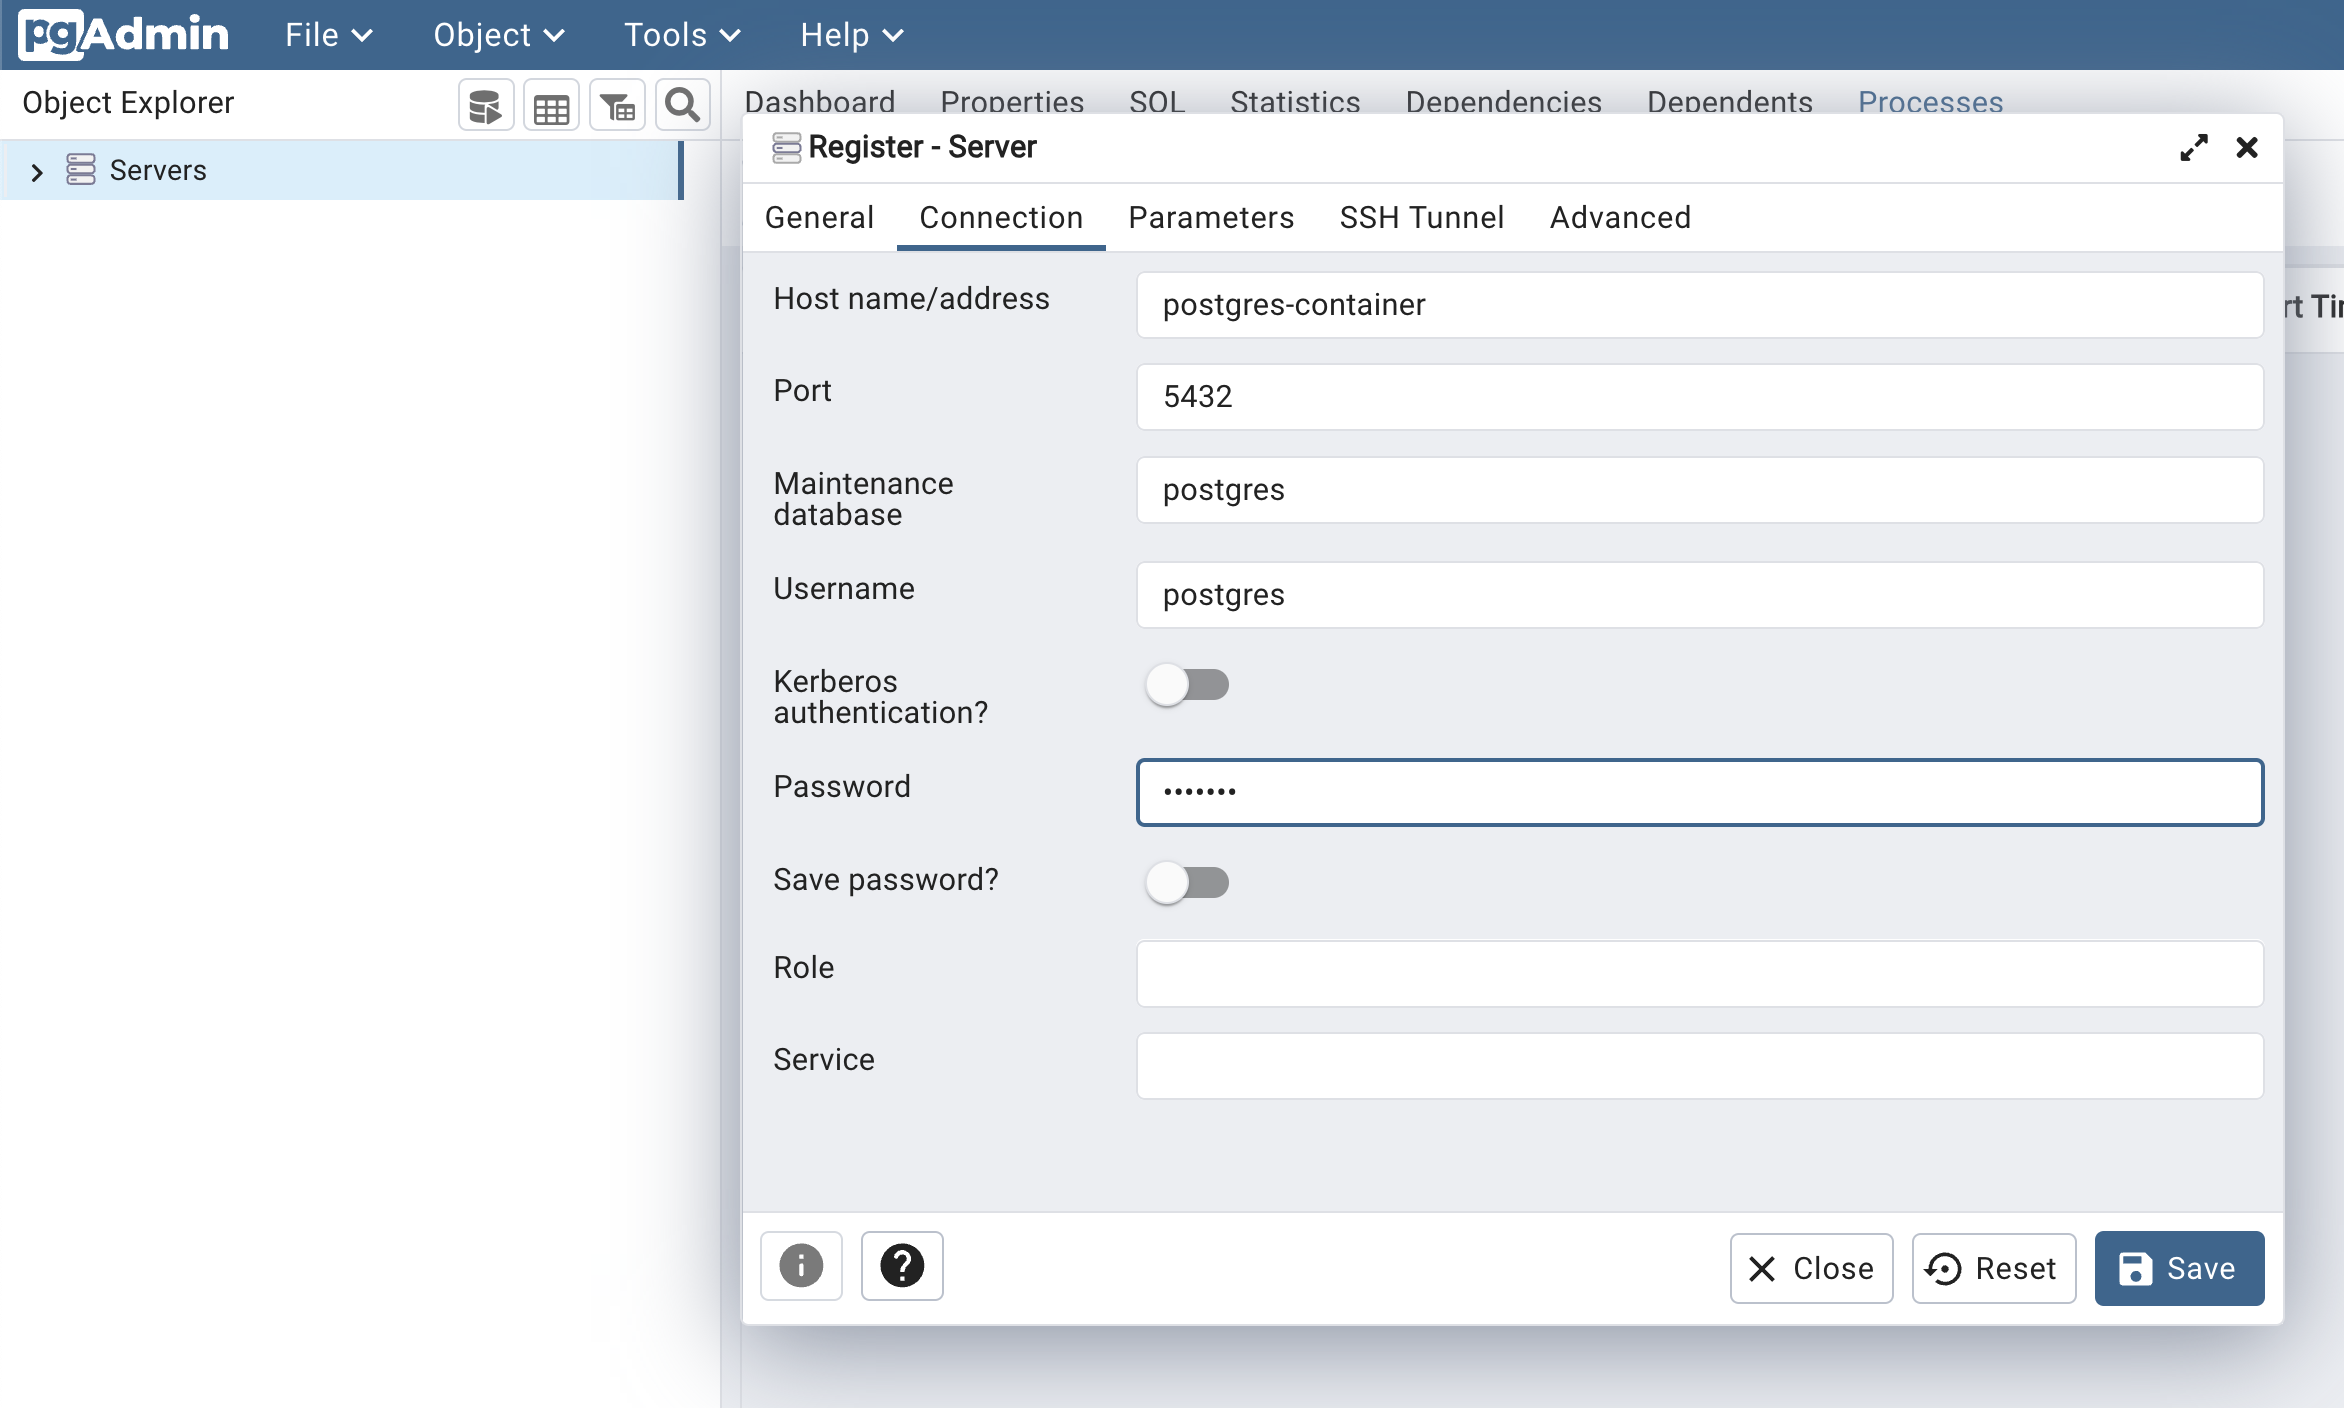 pgAdmin File Object Tools Help
Object Explorer
Dashboard Properties SQL Statistics Dependencies Dependents Processes
Servers
Register - Server
General Connection Parameters SSH Tunnel Advanced
Host name/address postgres-container
rt Tir
Port 5432
Maintenance
database
postgres
Username postgres
Kerberos
authentication?
Password •••••••
Save password?
Role
Service
Close Reset Save